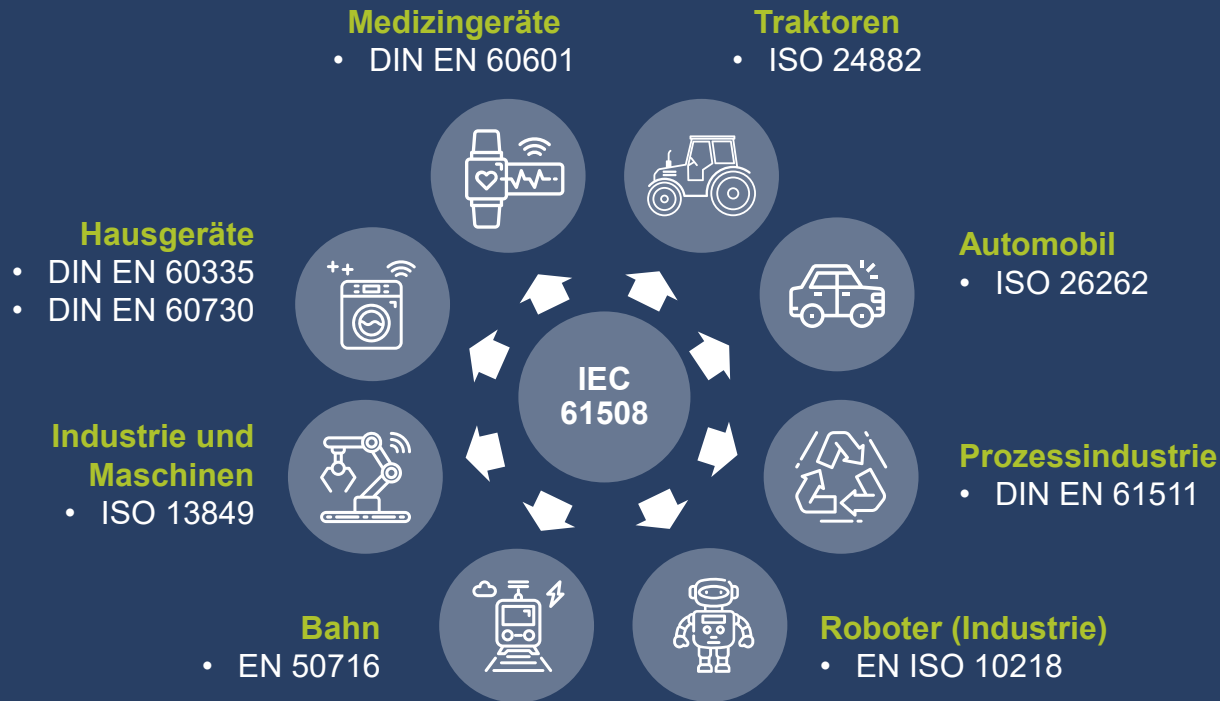 Medizingeräte
• DIN EN 60601
Traktoren
• ISO 24882
Hausgeräte
• DIN EN 60335
• DIN EN 60730
Automobil
• ISO 26262
IEC
61508
Industrie und
Maschinen
• ISO 13849
Prozessindustrie
• DIN EN 61511
Bahn
• EN 50716
Roboter (Industrie)
• EN ISO 10218